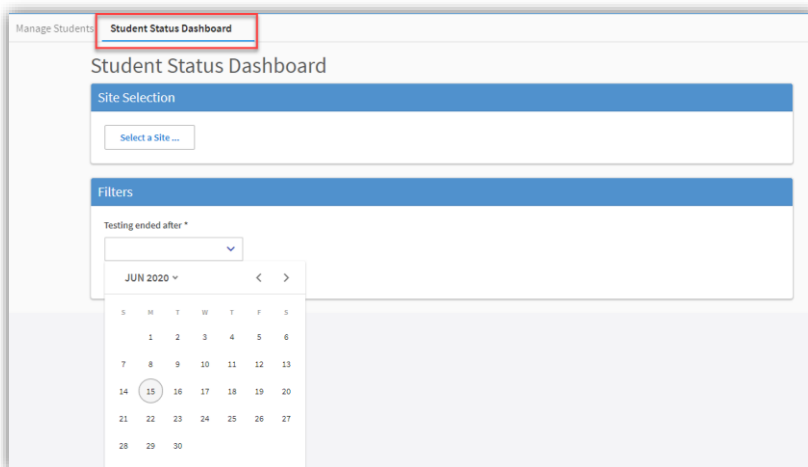 Manage Students Student Status Dashboard
Student Status Dashboard
Site Selection
Select a Site ...
Filters
Testing ended after *
JUN 2020
S M T W T F S
1 2 3 4 5 6
7 8 9 10 11 12 13
14 15 16 17 18 19 20
21 22 23 24 25 26 27
28 29 30